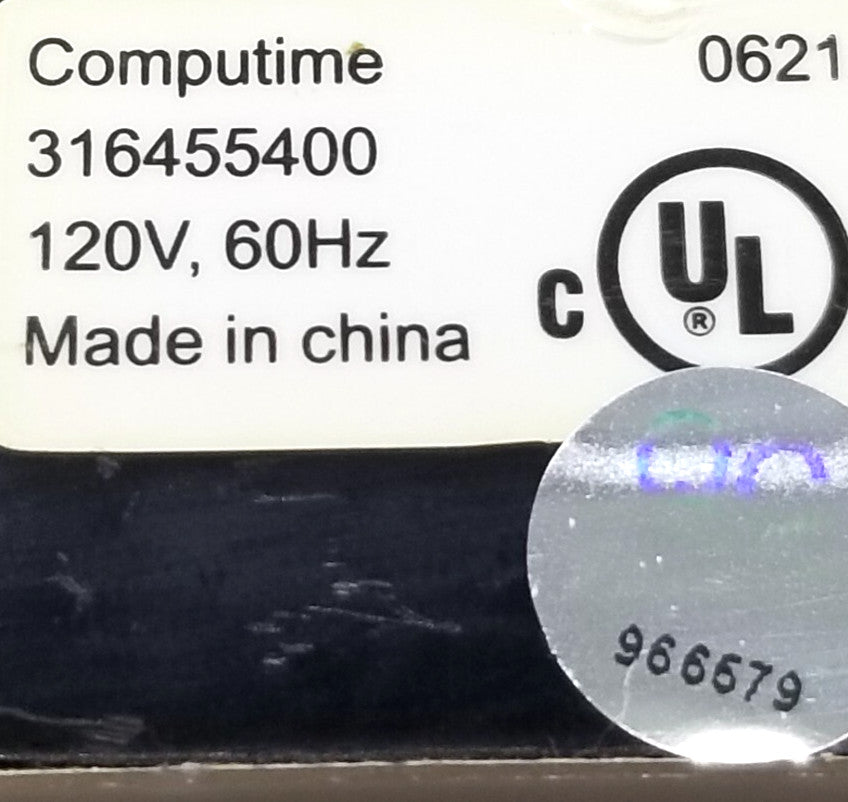 Computime 0621
316455400
120V, 60Hz
Made in china
C UL ®
966579